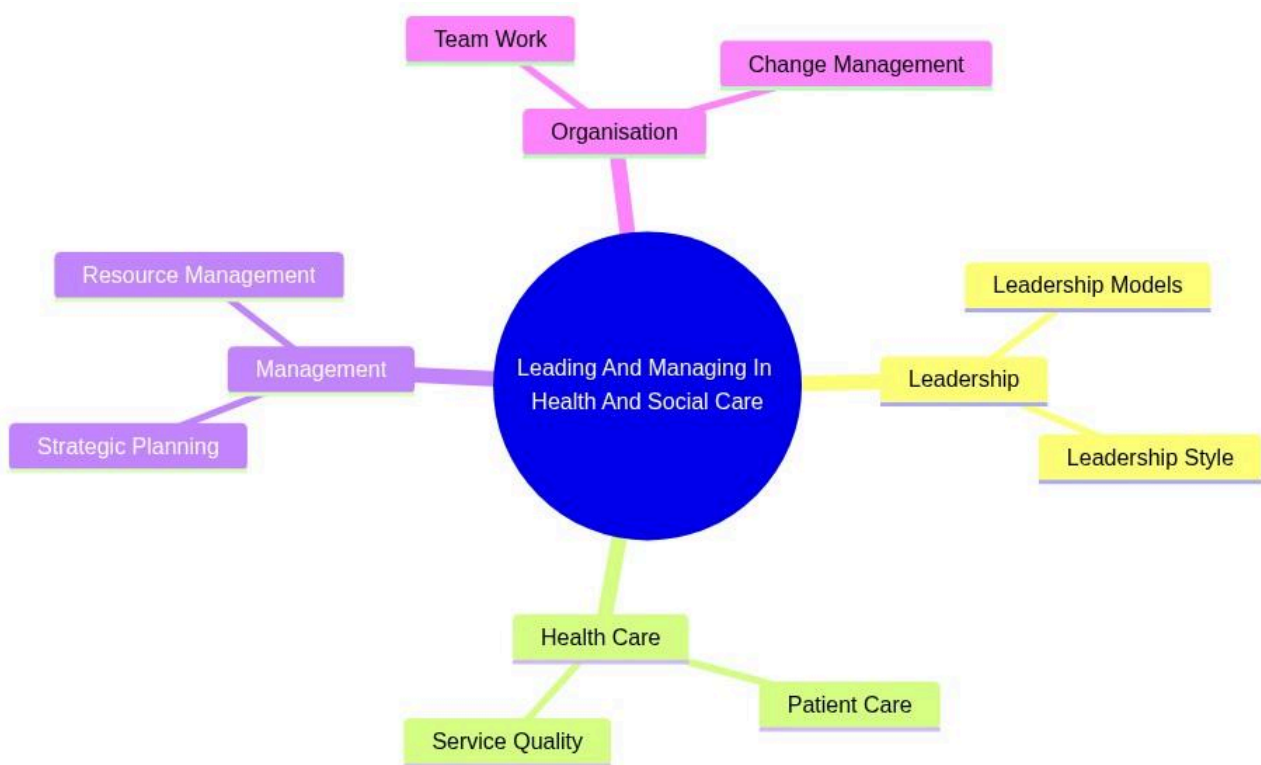 Team Work
Change Management
Organisation
Resource Management
Leadership Models
Management
Leading And Managing In
Health And Social Care
Leadership
Strategic Planning
Leadership Style
Health Care
Patient Care
Service Quality